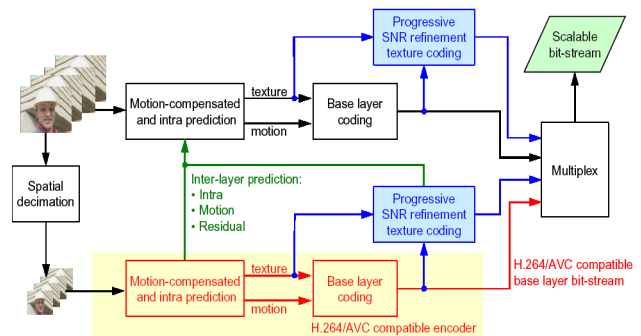 Progressive
SNR refinement
texture coding
Scalable
bit-stream
texture
Motion-compensated
and intra prediction
Base layer
coding
motion
Multiplex
Spatial
decimation
Inter-layer prediction:
• Intra
• Motion
• Residual
Progressive
SNR refinement
texture coding
texture
Motion-compensated
and intra prediction
Base layer
coding
motion
H.264/AVC compatible
base layer bit-stream
H.264/AVC compatible encoder